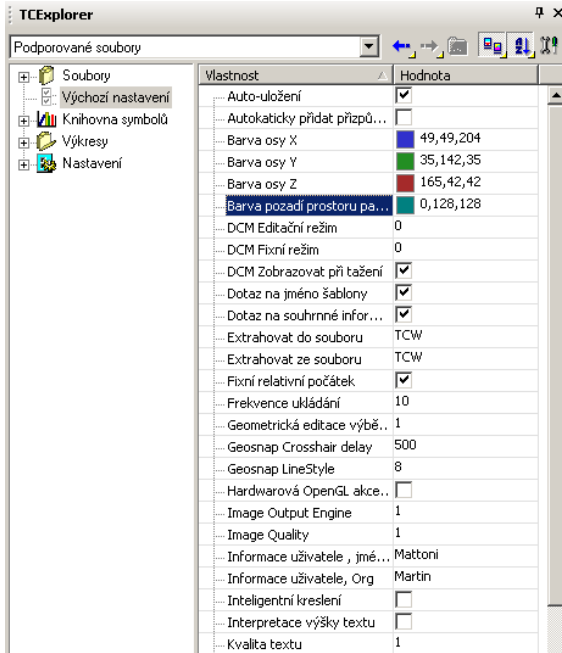 TCExplorer
Podporované soubory
Soubory
Výchozí nastavení
Knihovna symbolů
Výkresy
Nastavení
Vlastnost Hodnota
Auto-uložení
Autokaticky přidat přizpů...
Barva osy X 49,49,204
Barva osy Y 35,142,35
Barva osy Z 165,42,42
Barva pozadí prostoru pa... 0,128,128
DCM Editační režim 0
DCM Fixní režim 0
DCM Zobrazovat při tažení
Dotaz na jméno šablony
Dotaz na souhrnné infor...
Extrahovat do souboru TCW
Extrahovat ze souboru TCW
Fixní relativní počátek
Frekvence ukládání 10
Geometrická editace výbě.. 1
Geosnap Crosshair delay 500
Geosnap LineStyle 8
Hardwarová OpenGL akce..
Image Output Engine 1
Image Quality 1
Informace uživatele , jmé... Mattoni
Informace uživatele, Org Martin
Inteligentní kreslení
Interpretace výšky textu
Kvalita textu 1